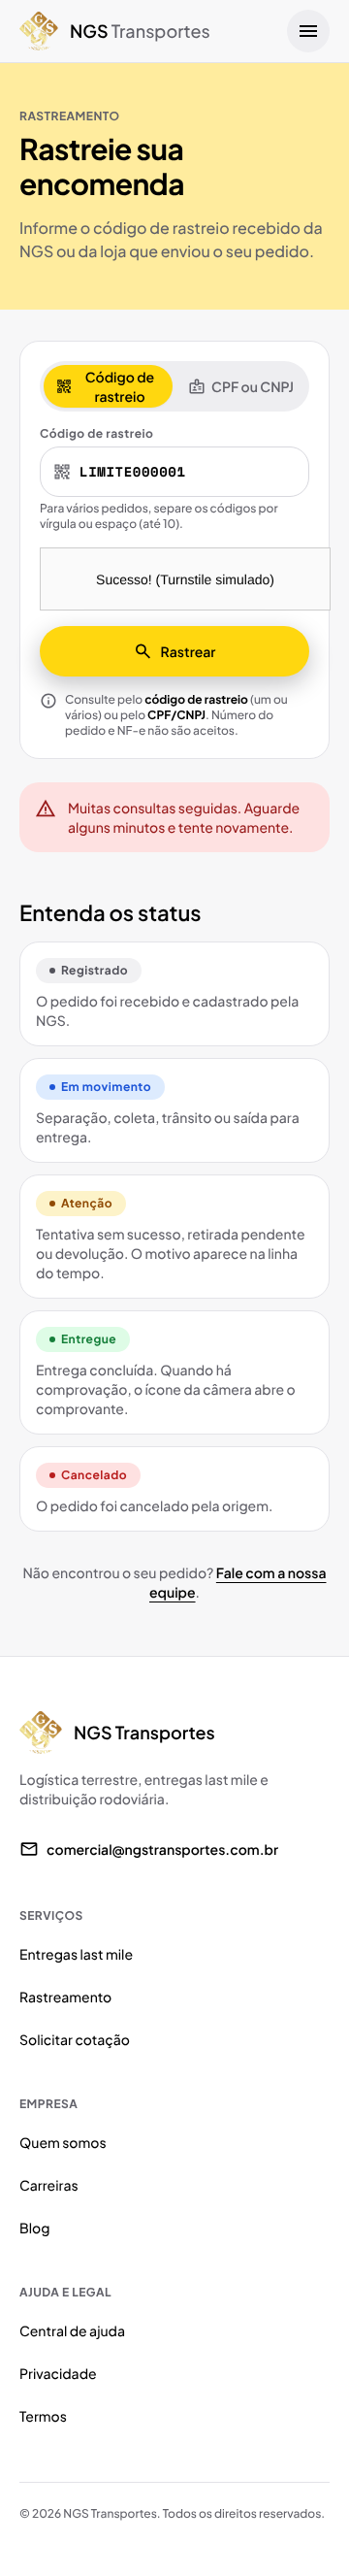 NGS Transportes
RASTREAMENTO
Rastreie sua
encomenda
Informe o código de rastreio recebido da
NGS ou da loja que enviou o seu pedido.
Código de
rastreio
CPF ou CNPJ
Código de rastreio
LIMITE000001
Para vários pedidos, separe os códigos por
vírgula ou espaço (até 10).
Sucesso! (Turnstile simulado)
Rastrear
Consulte pelo código de rastreio (um ou
vários) ou pelo CPF/CNPJ. Número do
pedido e NF-e não são aceitos.
Muitas consultas seguidas. Aguarde
alguns minutos e tente novamente.
Entenda os status
Registrado
O pedido foi recebido e cadastrado pela
NGS.
Em movimento
Separação, coleta, trânsito ou saída para
entrega.
Atenção
Tentativa sem sucesso, retirada pendente
ou devolução. O motivo aparece na linha
do tempo.
Entregue
Entrega concluída. Quando há
comprovação, o ícone da câmera abre o
comprovante.
Cancelado
O pedido foi cancelado pela origem.
Não encontrou o seu pedido? Fale com a nossa
equipe.
NGS Transportes
Logística terrestre, entregas last mile e
distribuição rodoviária.
comercial@ngstransportes.com.br
SERVIÇOS
Entregas last mile
Rastreamento
Solicitar cotação
EMPRESA
Quem somos
Carreiras
Blog
AJUDA E LEGAL
Central de ajuda
Privacidade
Termos
© 2026 NGS Transportes. Todos os direitos reservados.